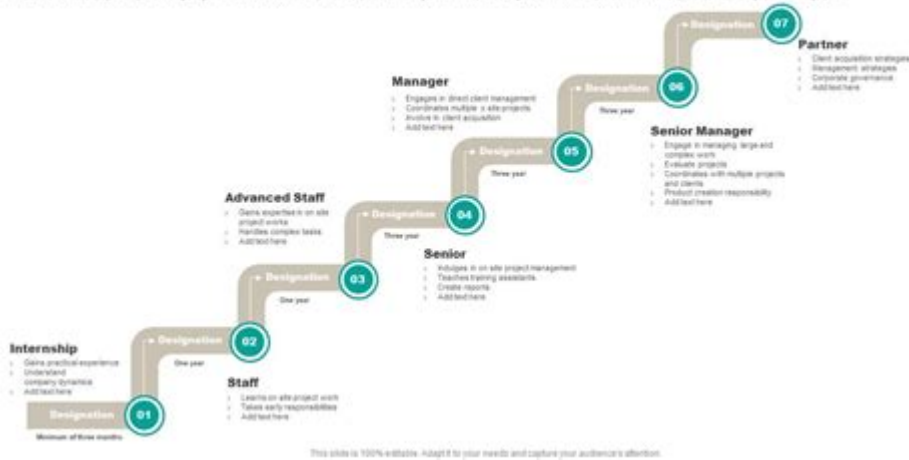 Designation
07
Partner
Client acquisition strategies
Management strategies
Corporate governance
Add text here
Manager
Engages in direct client management
Coordinates multiple s site projects
Involve in client acquisition
Add text here
Designation
06
Three year
Senior Manager
Engage in managing large and
complex work
Evaluate projects
Coordinates with multiple projects
and clients
Product creation responsibility
Add text here
Designation
05
Three year
Advanced Staff
Gains expertise in on site
project works
Handles complex tasks
Add text here
Designation
04
Three year
Senior
Indulges in on site project management
Teaches training assistants
Create reports
Add text here
Designation
03
One year
Internship
Gains practical experience
Understand
company dynamics
Add text here
Designation
02
One year
Staff
Learns on site project work
Takes early responsibilities
Add text here
Designation
01
Minimum of three months
This slide is 100% editable. Adapt it to your needs and capture your audience's attention.